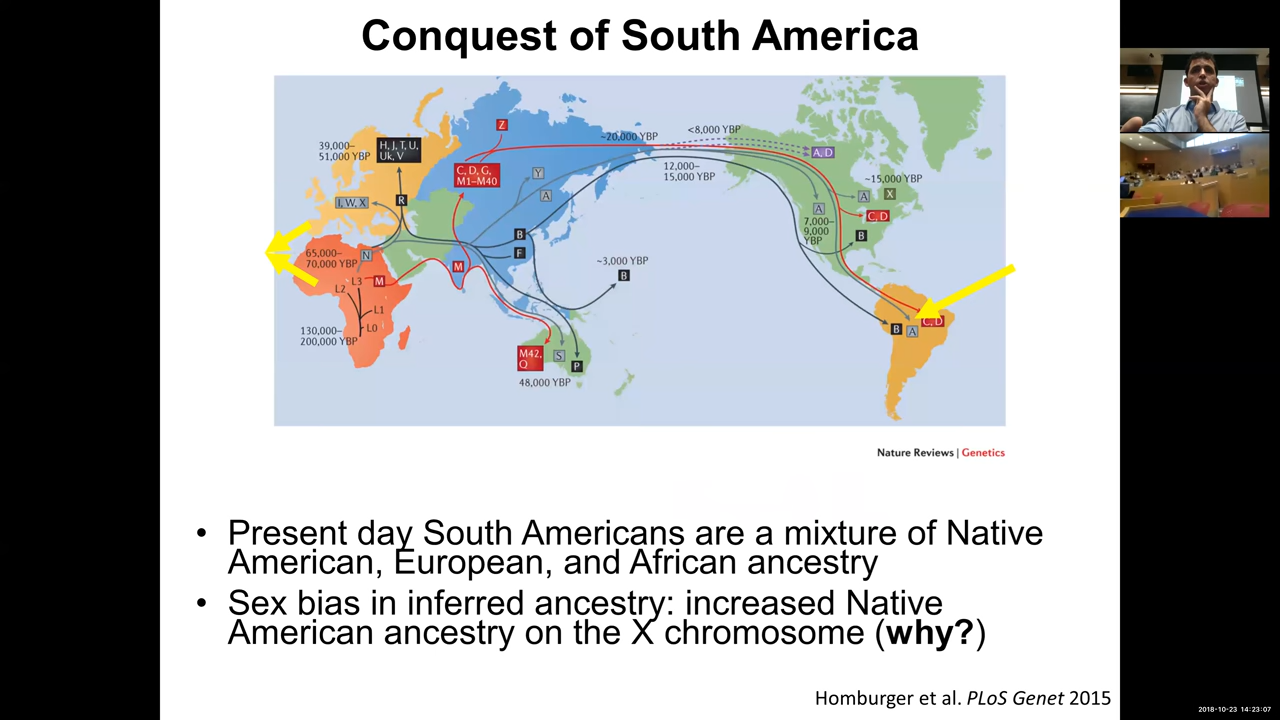 Conquest of South America
Z
~20,000 YBP
<8,000 YBP
39,000–
51,000 YBP
H, J, T, U,
Uk, V
A, D
C, D, G,
M1–M40
12,000–
15,000 YBP
Y
A
~15,000 YBP
A
X
I, W, X
R
A
C, D
7,000–
9,000
YBP
B
B
F
65,000–
70,000 YBP
N
M
~3,000 YBP
B
L3
M
L2
L1
L0
130,000–
200,000 YBP
C, D
B
A
M42,
Q
S
P
48,000 YBP
Nature Reviews | Genetics
• Present day South Americans are a mixture of Native
American, European, and African ancestry
• Sex bias in inferred ancestry: increased Native
American ancestry on the X chromosome (why?)
Homburger et al. PLoS Genet 2015
2018-10-23 14:23:07